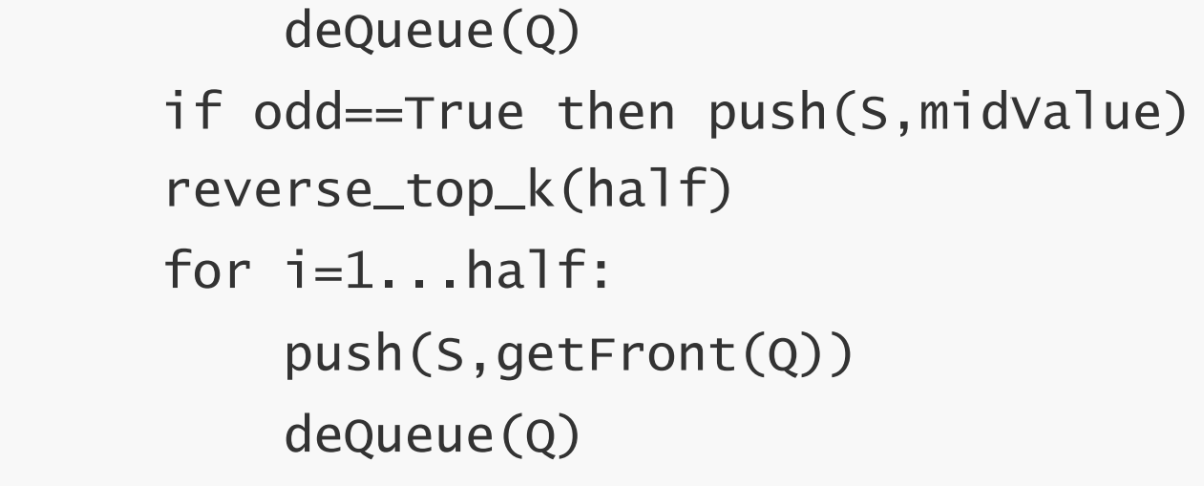 deQueue(Q)
if odd==True then push(S,midValue)
reverse_top_k(half)
for i=1...half:
push(S,getFront(Q))
deQueue(Q)